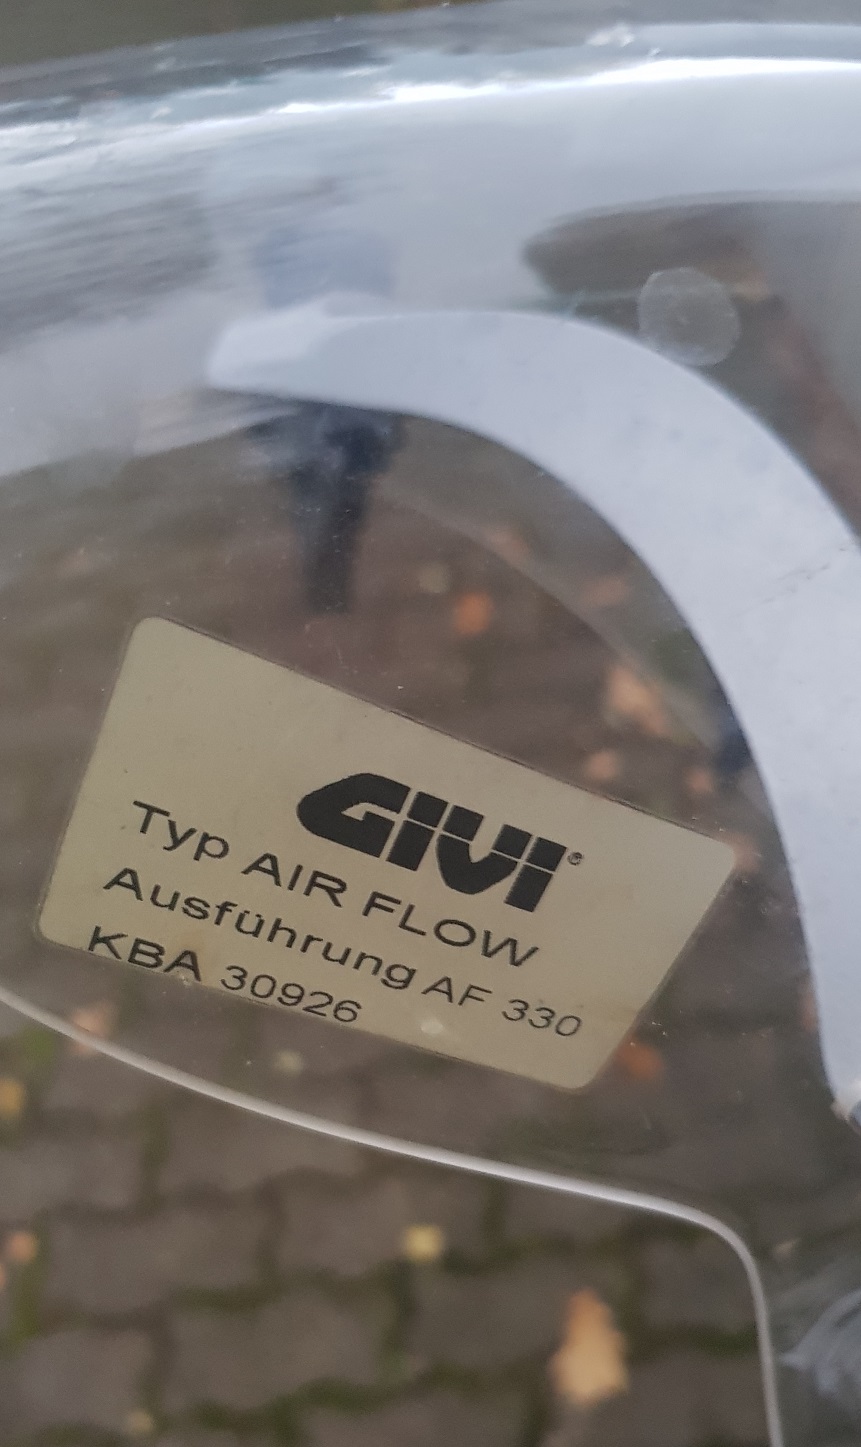 GIVI®
Typ AIR FLOW
Ausführung AF 330
KBA 30926